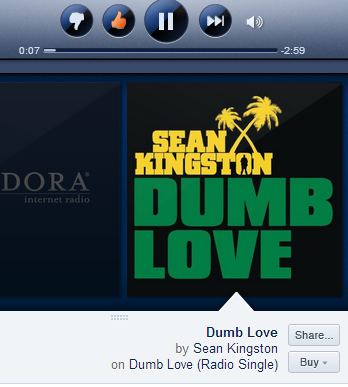 0:07 -2:59
DORA®
internet radio
SEAN
KINGSTON
DUMB
LOVE
Dumb Love
by Sean Kingston
on Dumb Love (Radio Single)
Share...
Buy